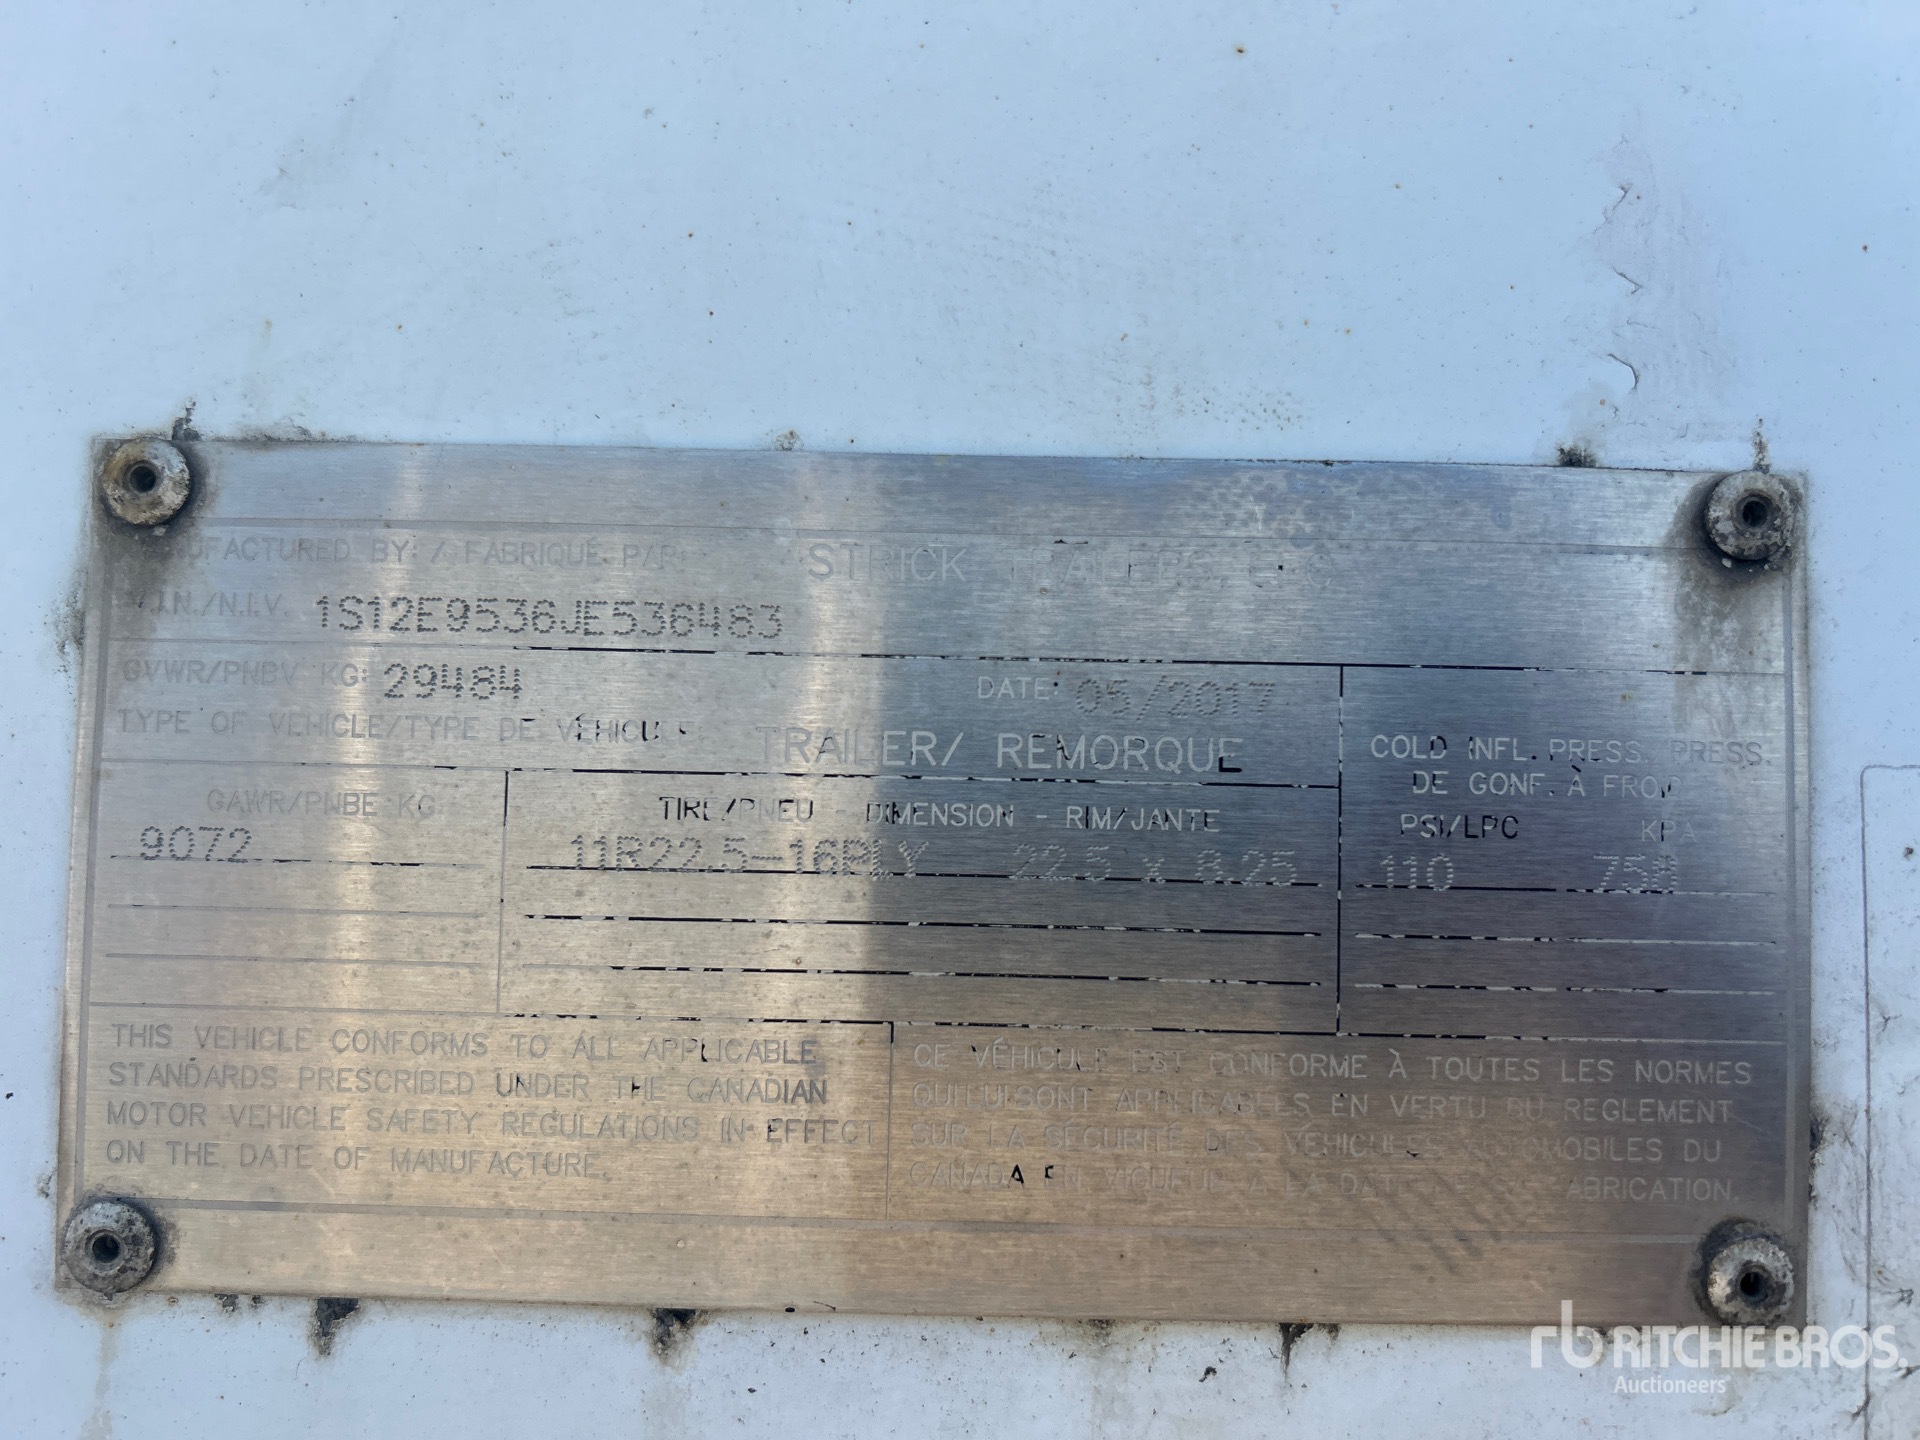 MANUFACTURED BY: / FABRIQUÉ P/R: STRICK TRAILERS, LLC
V.I.N./N.I.V. 1S12E9536JE536483
GVWR/PNBV KG: 29484 DATE: 05/2017
TYPE OF VEHICLE/TYPE DE VÉHICULE TRAILER/ REMORQUE
COLD INFL. PRESS. PRESS.
DE GONF. À FROID
GAWR/PNBE KG TIRE/PNEU - DIMENSION - RIM/JANTE PSI/LPC KPA
9072 11R22.5-16PLY 22.5 x 8.25 110 758
THIS VEHICLE CONFORMS TO ALL APPLICABLE
STANDARDS PRESCRIBED UNDER THE CANADIAN
MOTOR VEHICLE SAFETY REGULATIONS IN EFFECT
ON THE DATE OF MANUFACTURE.
CE VÉHICULE EST CONFORME À TOUTES LES NORMES
QUI LUI SONT APPLICABLES EN VERTU DU REGLEMENT
SUR LA SÉCURITÉ DES VÉHICULES AUTOMOBILES DU
CANADA EN VIGUEUR A LA DATE DE SA FABRICATION.
rb RITCHIE BROS.
Auctioneers